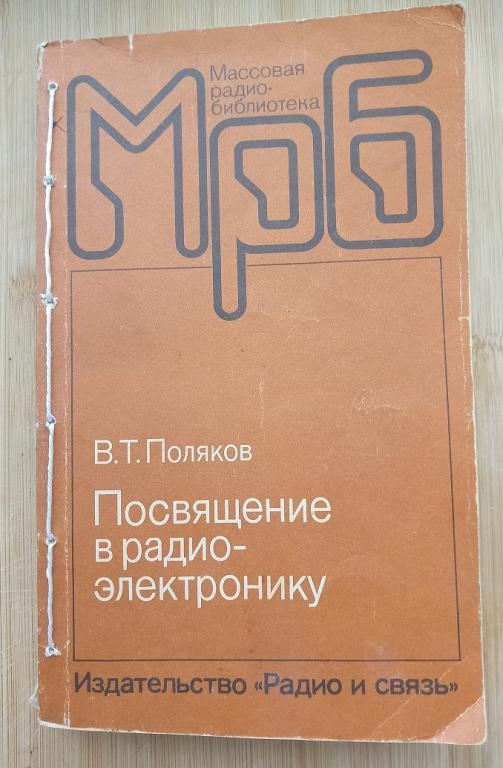 Массовая
радио-
библиотека
Мрб
В.Т. Поляков
Посвящение
в радио-
электронику
Издательство «Радио и связь»